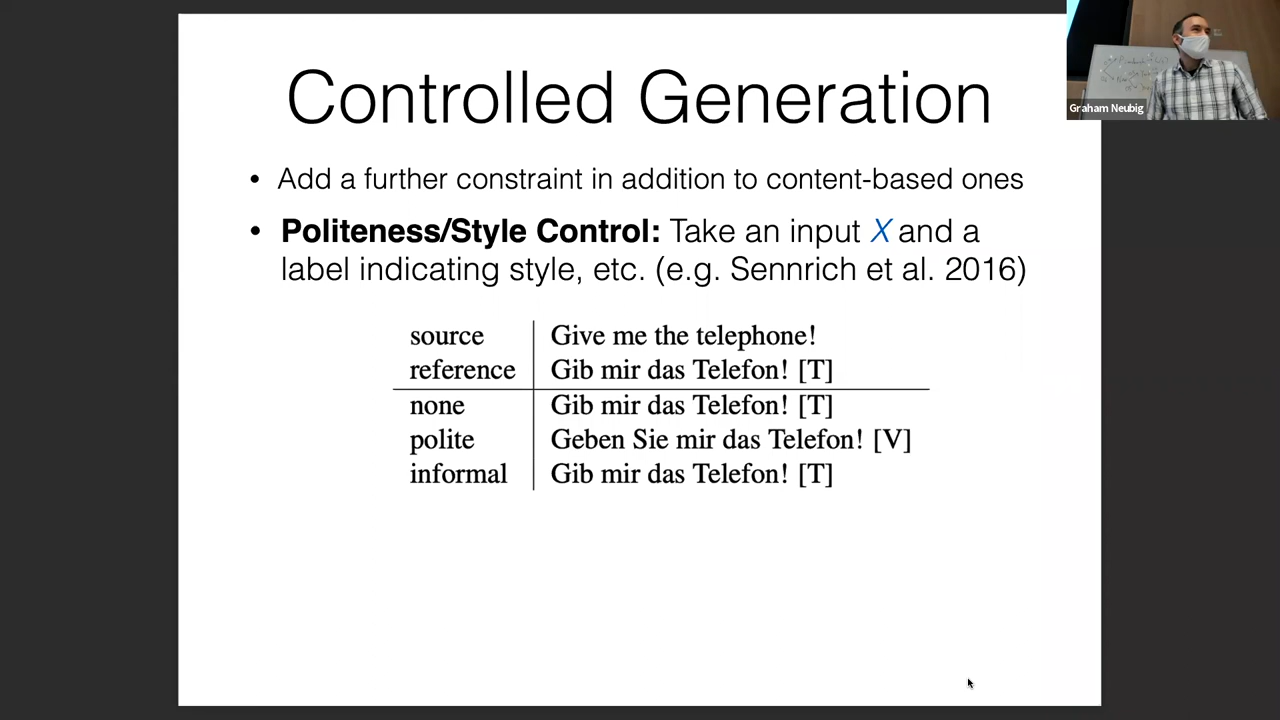 Controlled Generation
• Add a further constraint in addition to content-based ones
• Politeness/Style Control: Take an input X and a
label indicating style, etc. (e.g. Sennrich et al. 2016)
source Give me the telephone!
reference Gib mir das Telefon! [T]
none Gib mir das Telefon! [T]
polite Geben Sie mir das Telefon! [V]
informal Gib mir das Telefon! [T]
Graham Neubig